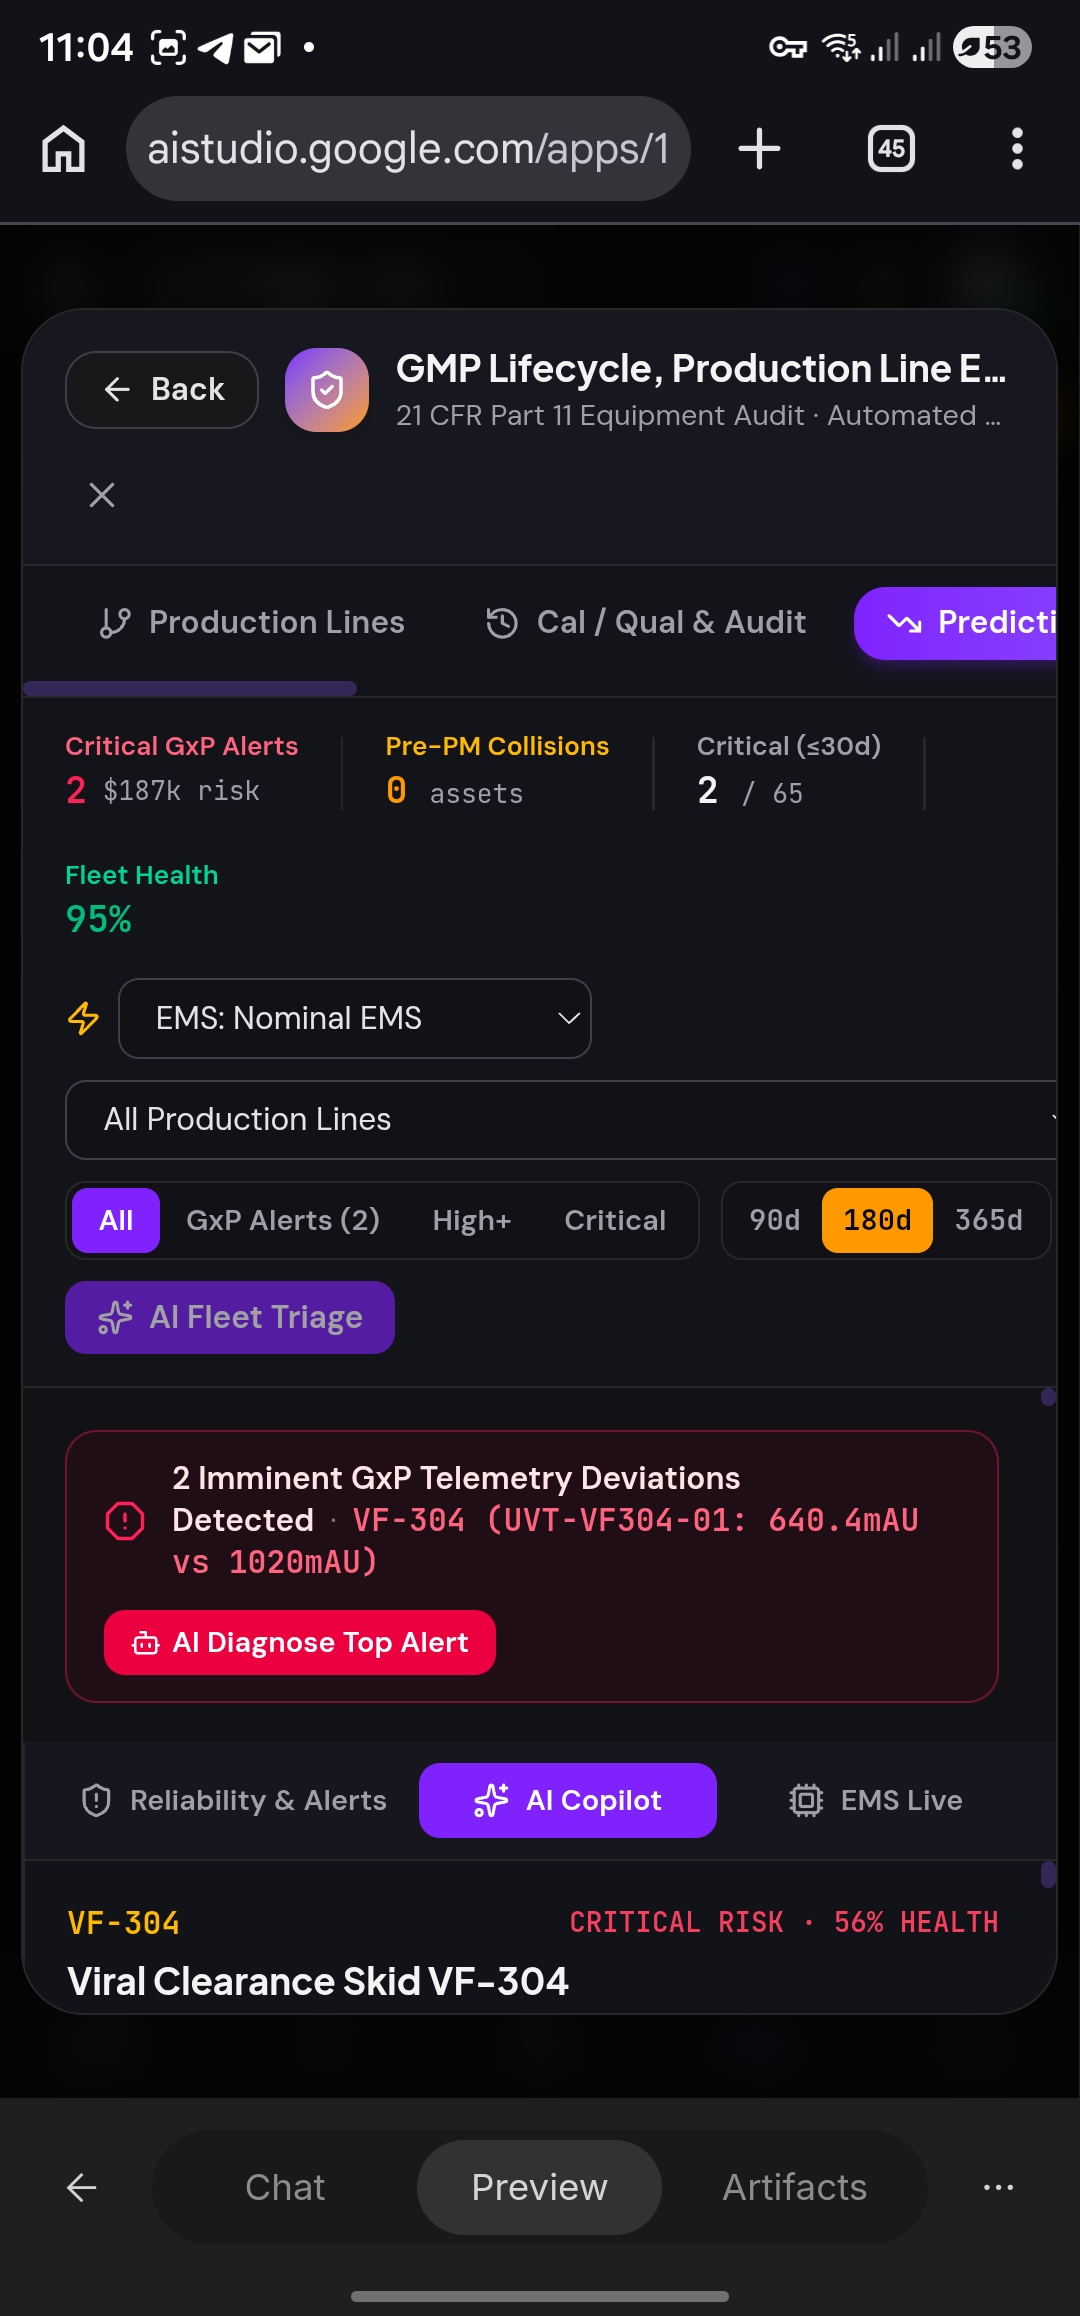 11:04
5
53
aistudio.google.com/apps/1
45
Back
GMP Lifecycle, Production Line E...
21 CFR Part 11 Equipment Audit · Automated ...
Production Lines
Cal / Qual & Audit
Predicti
Critical GxP Alerts
2 $187k risk
Pre-PM Collisions
0 assets
Critical (≤30d)
2 / 65
Fleet Health
95%
EMS: Nominal EMS
All Production Lines
All
GxP Alerts (2)
High+
Critical
90d
180d
365d
AI Fleet Triage
2 Imminent GxP Telemetry Deviations
Detected · VF-304 (UVT-VF304-01: 640.4mAU
vs 1020mAU)
AI Diagnose Top Alert
Reliability & Alerts
AI Copilot
EMS Live
VF-304
CRITICAL RISK · 56% HEALTH
Viral Clearance Skid VF-304
Chat
Preview
Artifacts